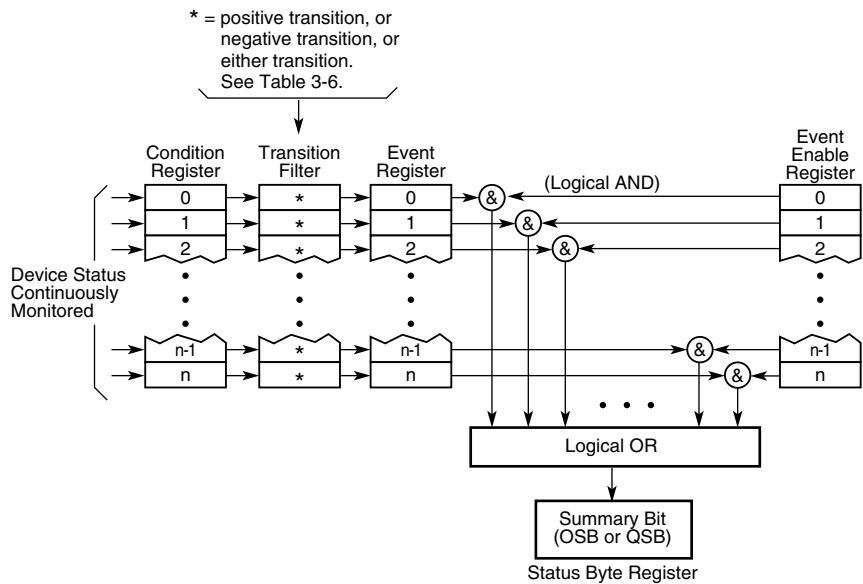 * = positive transition, or
negative transition, or
either transition.
See Table 3-6.
Condition
Register
Transition
Filter
Event
Register
Event
Enable
Register
(Logical AND)
0 * 0 & 0
1 * 1 & 1
2 * 2 & 2
Device Status
Continuously
Monitored
n-1 * n-1 & n-1
n * n & n
Logical OR
Summary Bit
(OSB or QSB)
Status Byte Register